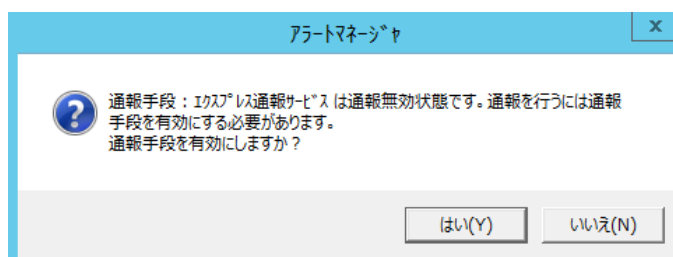 アラートマネージャ
x
通報手段:エクスプレス通報サービス は通報無効状態です。通報を行うには通報
手段を有効にする必要があります。
通報手段を有効にしますか?
はい(Y) いいえ(N)